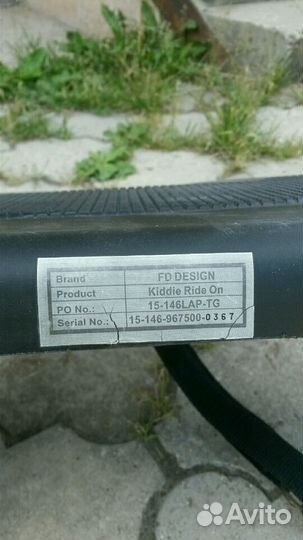 Brand FD DESIGN
Product Kiddie Ride On
PO No.: 15-146LAP-TG
Serial No.: 15-146-967500-0367
Avito